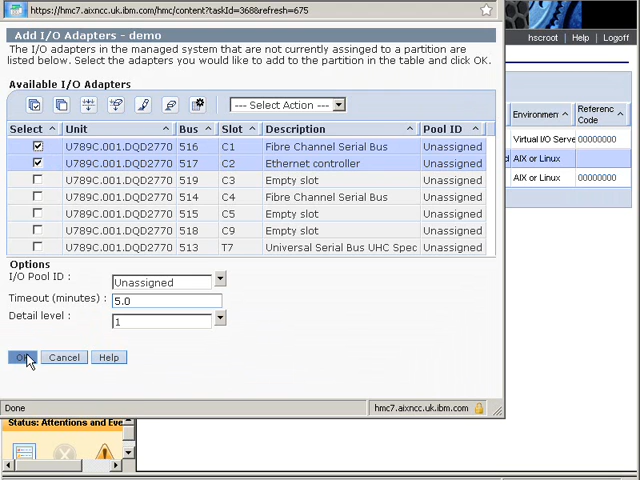 https://hmc7.aixncc.uk.ibm.com/hmc/content?taskId=368&refresh=675
Add I/O Adapters - demo
The I/O adapters in the managed system that are not currently assinged to a partition are
listed below. Select the adapters you would like to add to the partition in the table and click OK.
Available I/O Adapters
--- Select Action ---
Select Unit Bus Slot Description Pool ID
U789C.001.DQD2770 516 C1 Fibre Channel Serial Bus Unassigned
U789C.001.DQD2770 517 C2 Ethernet controller Unassigned
U789C.001.DQD2770 519 C3 Empty slot Unassigned
U789C.001.DQD2770 514 C4 Fibre Channel Serial Bus Unassigned
U789C.001.DQD2770 515 C5 Empty slot Unassigned
U789C.001.DQD2770 518 C9 Empty slot Unassigned
U789C.001.DQD2770 513 T7 Universal Serial Bus UHC Spec Unassigned
Options
I/O Pool ID : Unassigned
Timeout (minutes) : 5.0
Detail level : 1
OK Cancel Help
Done hmc7.aixncc.uk.ibm.com
hscroot | Help | Logoff
Environment Referenc
Code
Virtual I/O Serve 00000000
AIX or Linux
AIX or Linux 00000000
Status: Attentions and Eve